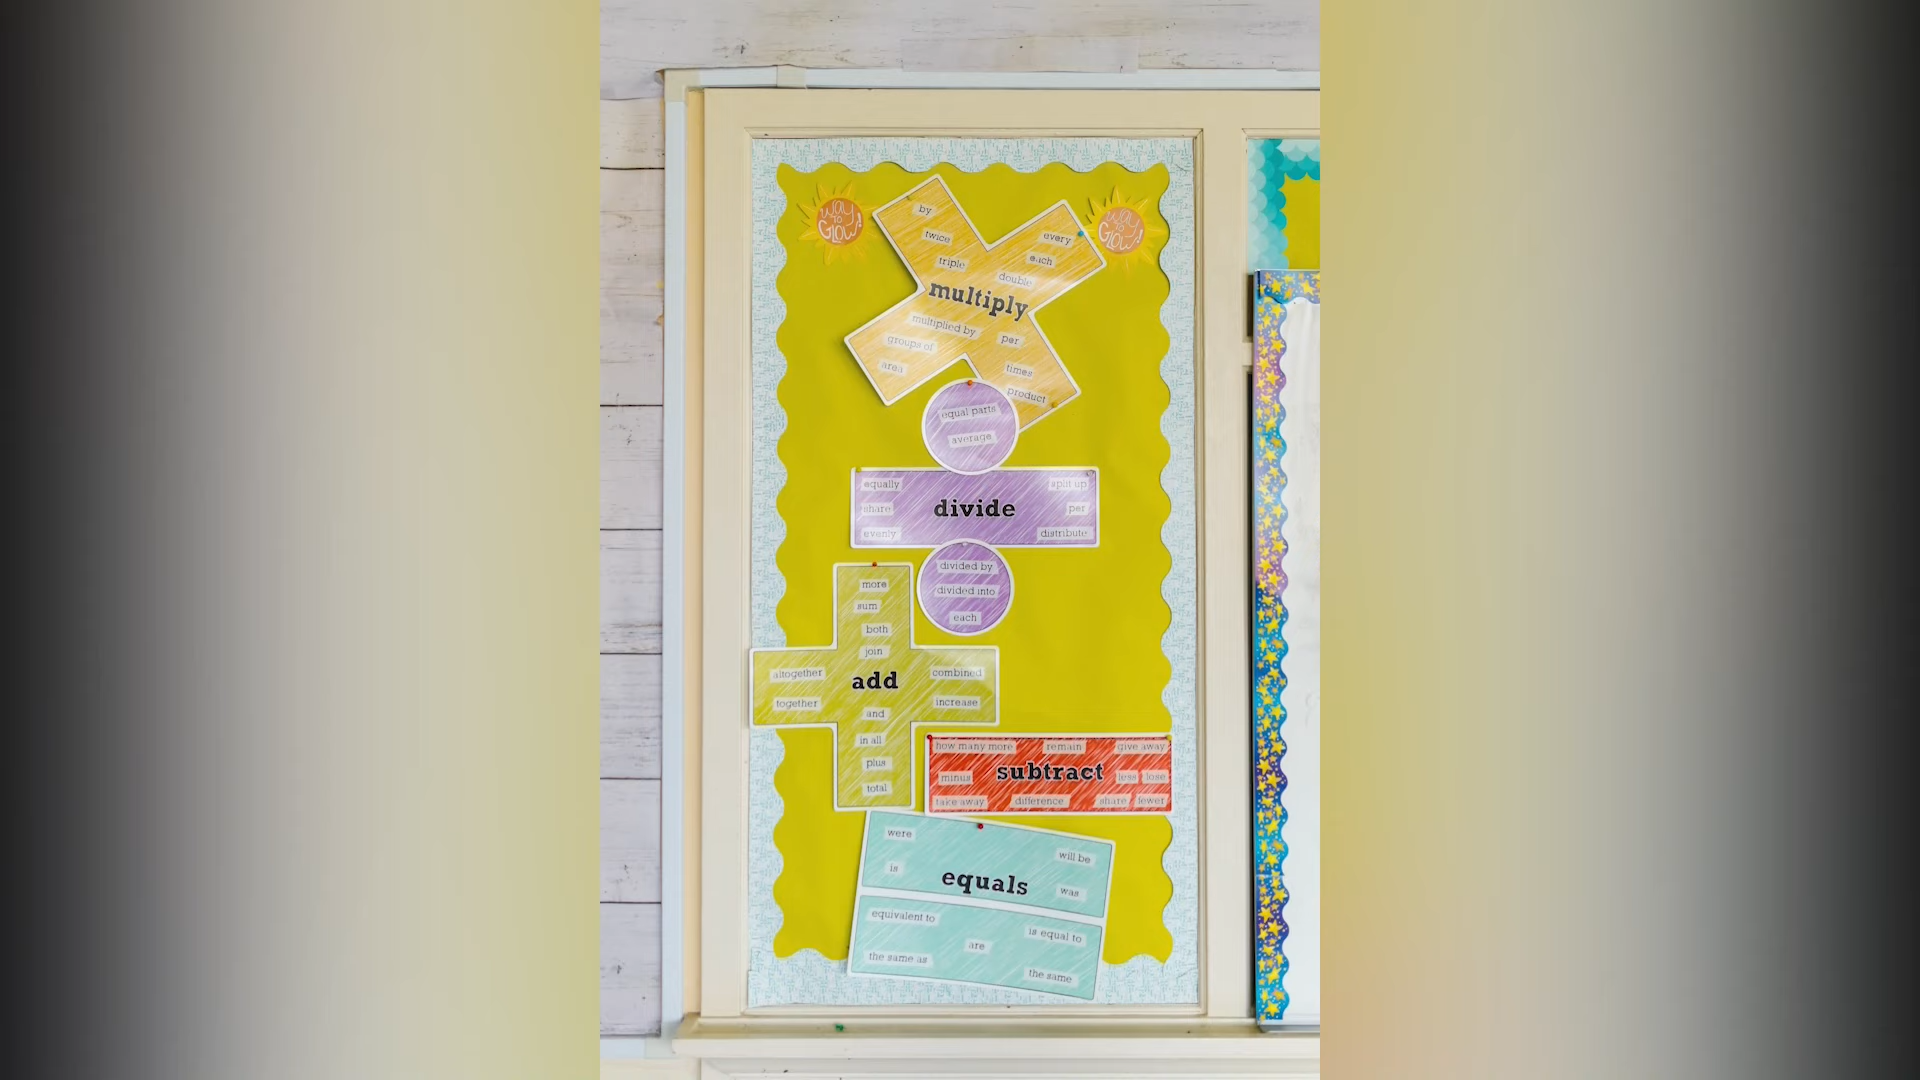 way
to
GLOW!
way
to
GLOW!
by
twice
triple
every
each
double
multiply
multiplied by
groups of
area
per
times
product
equal parts
average
equally
share
evenly
divide
split up
per
distribute
divided by
divided into
each
more
sum
both
join
altogether
together
add
combined
increase
and
in all
plus
total
how many more remain give away
minus subtract less lose
take away difference share fewer
were
will be
is
equals
was
equivalent to
is equal to
are
the same as
the same